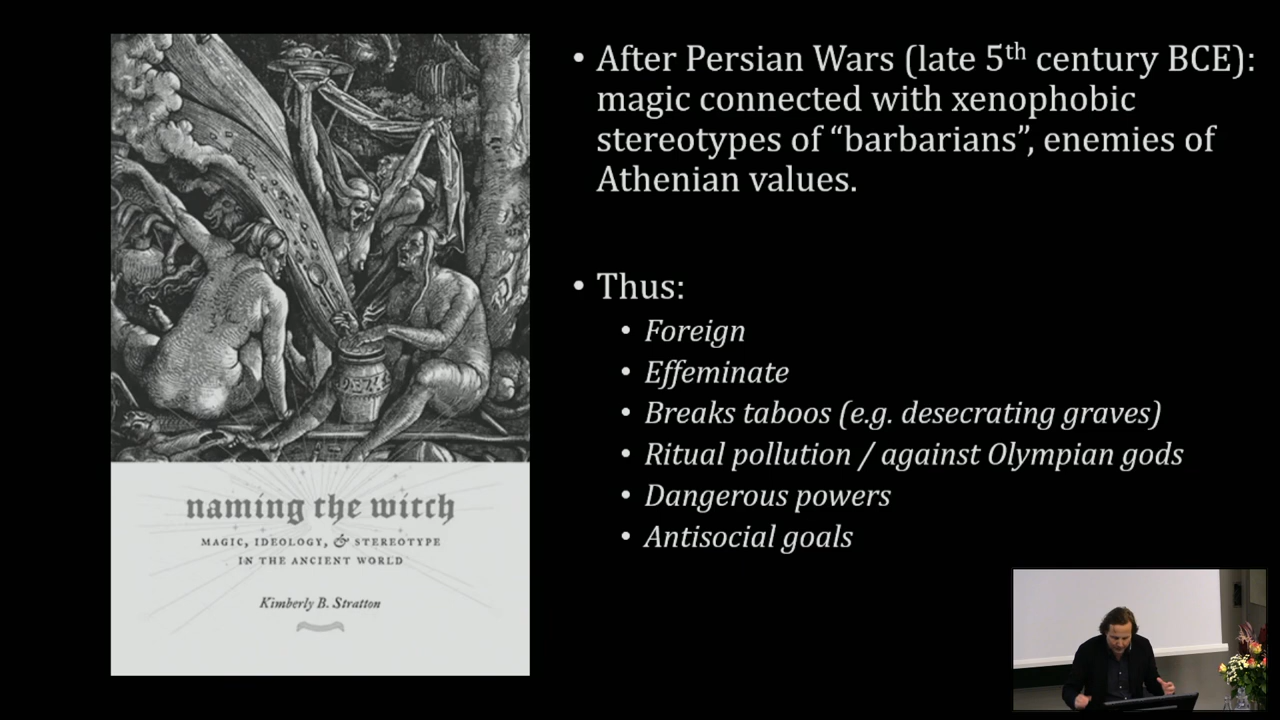 • After Persian Wars (late 5th century BCE):
magic connected with xenophobic
stereotypes of “barbarians”, enemies of
Athenian values.
• Thus:
• Foreign
• Effeminate
• Breaks taboos (e.g. desecrating graves)
• Ritual pollution / against Olympian gods
• Dangerous powers
• Antisocial goals
naming the witch
MAGIC, IDEOLOGY, & STEREOTYPE
IN THE ANCIENT WORLD
Kimberly B. Stratton